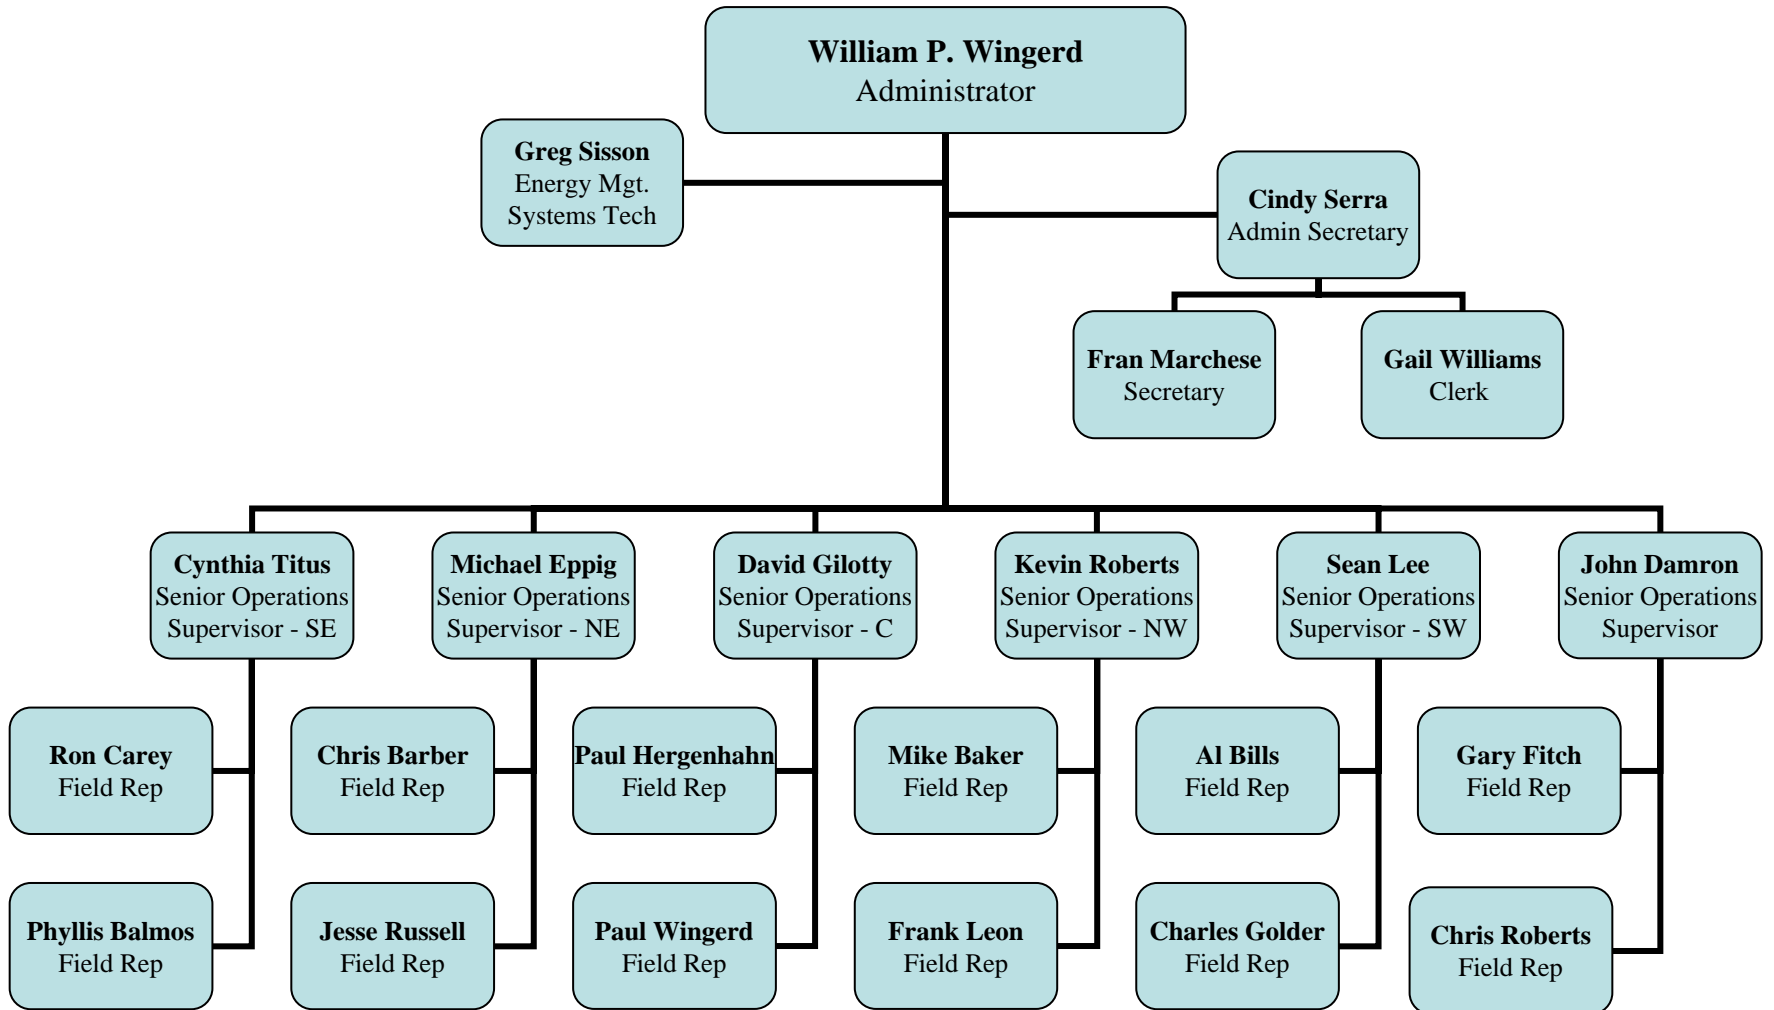 William P. Wingerd
Administrator
Greg Sisson
Energy Mgt.
Systems Tech
Cindy Serra
Admin Secretary
Fran Marchese
Secretary
Gail Williams
Clerk
Cynthia Titus
Senior Operations
Supervisor - SE
Michael Eppig
Senior Operations
Supervisor - NE
David Gilotty
Senior Operations
Supervisor - C
Kevin Roberts
Senior Operations
Supervisor - NW
Sean Lee
Senior Operations
Supervisor - SW
John Damron
Senior Operations
Supervisor
Ron Carey
Field Rep
Chris Barber
Field Rep
Paul Hergenhahn
Field Rep
Mike Baker
Field Rep
Al Bills
Field Rep
Gary Fitch
Field Rep
Phyllis Balmos
Field Rep
Jesse Russell
Field Rep
Paul Wingerd
Field Rep
Frank Leon
Field Rep
Charles Golder
Field Rep
Chris Roberts
Field Rep